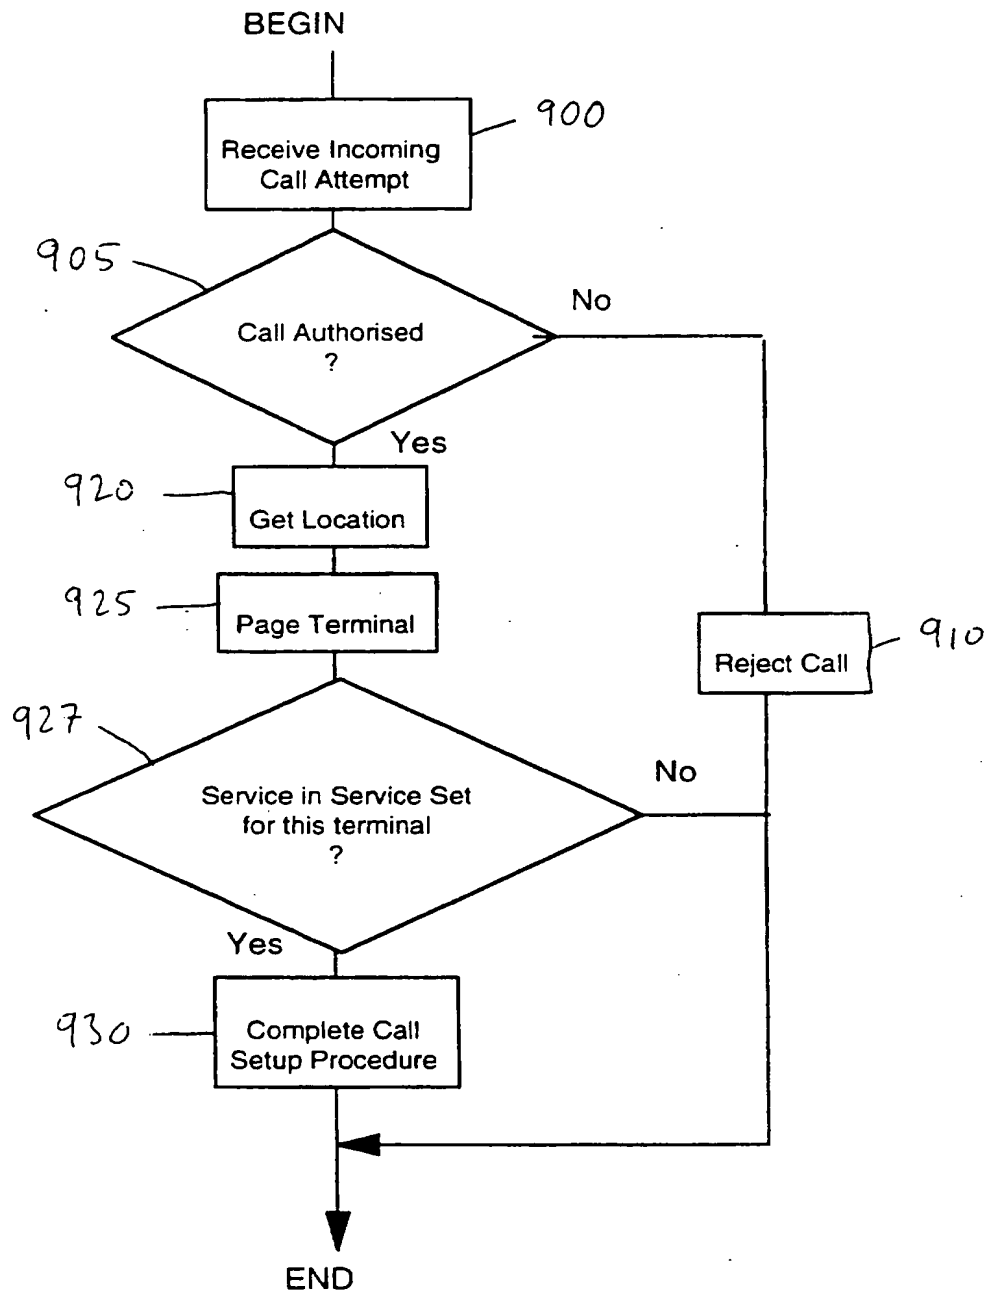 BEGIN
900
Receive Incoming
Call Attempt
905
No
Call Authorised
?
Yes
920
Get Location
925
Page Terminal
910
Reject Call
927
No
Service in Service Set
for this terminal
?
Yes
930
Complete Call
Setup Procedure
END